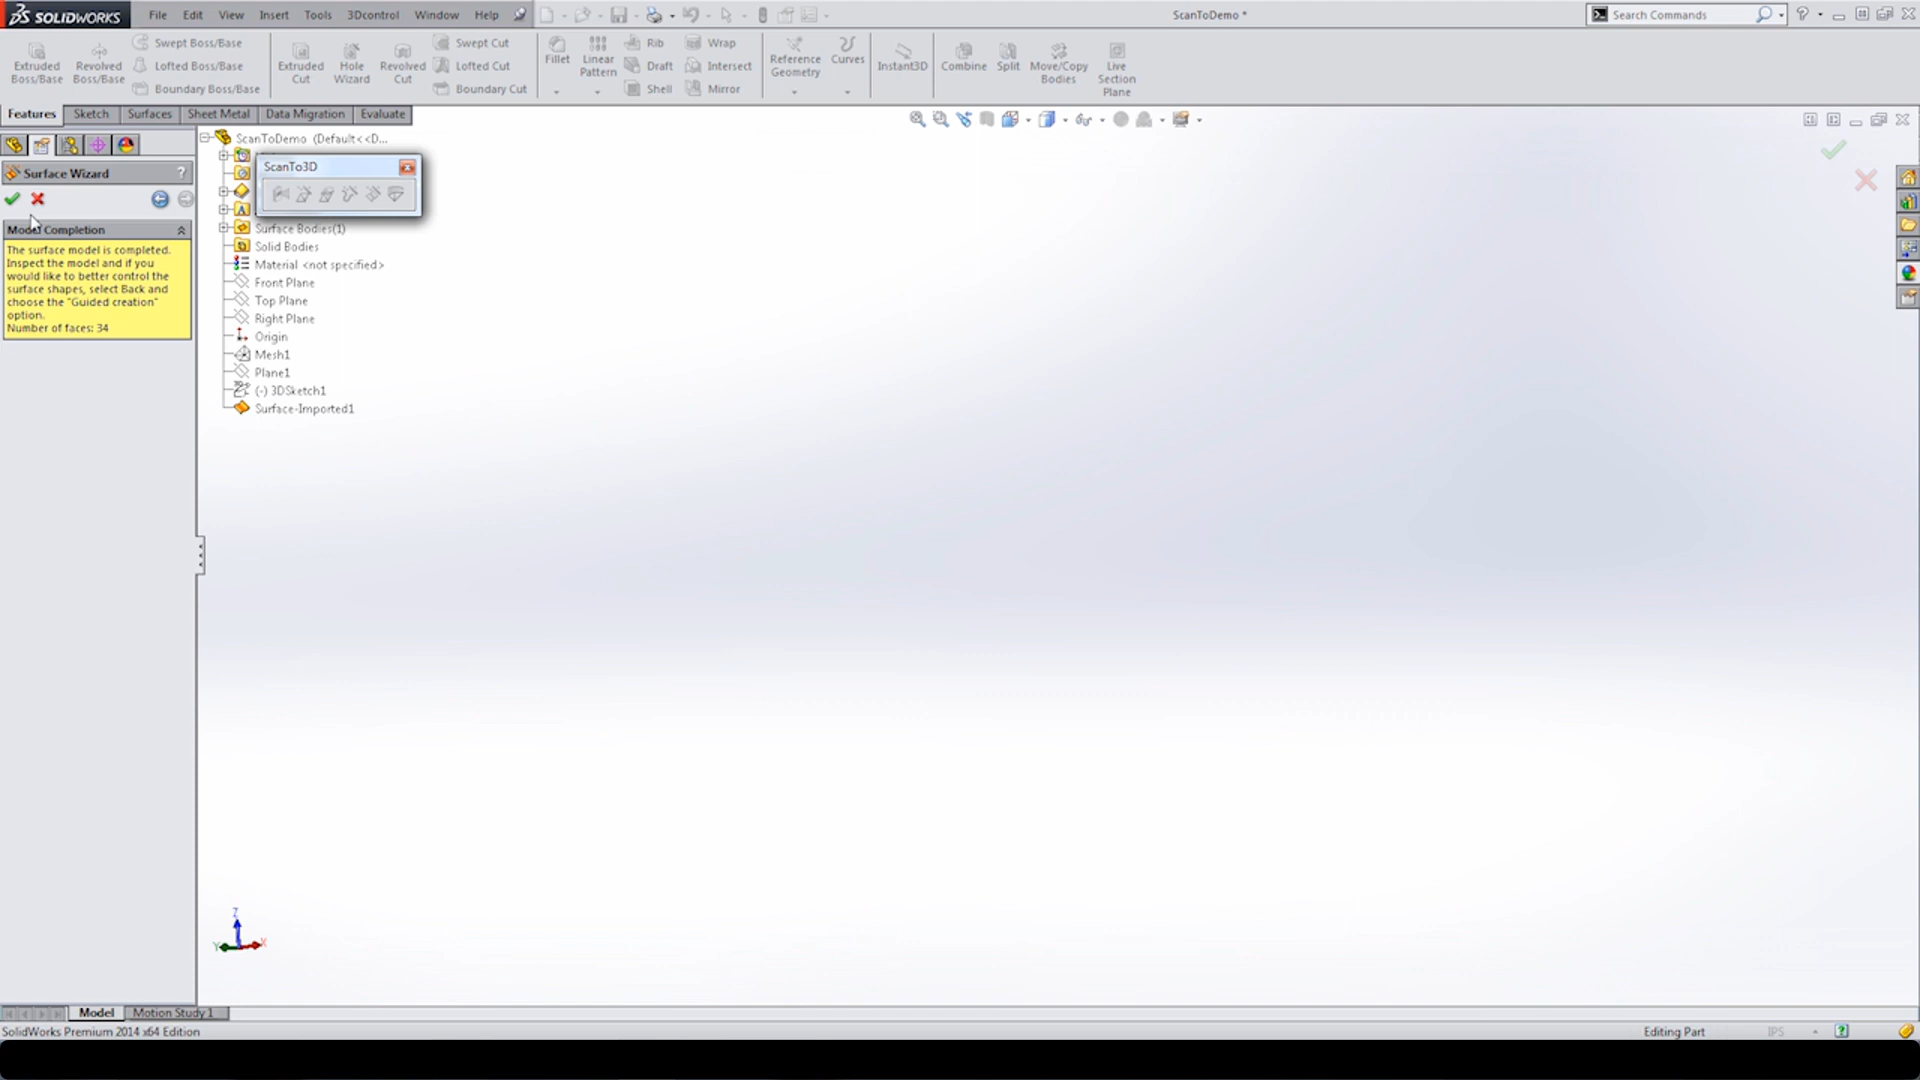 SOLIDWORKS File Edit View Insert Tools 3Dcontrol Window Help ScanToDemo * Search Commands
Extruded Boss/Base
Revolved Boss/Base
Swept Boss/Base
Lofted Boss/Base
Boundary Boss/Base
Extruded Cut
Hole Wizard
Revolved Cut
Swept Cut
Lofted Cut
Boundary Cut
Fillet
Linear Pattern
Rib
Draft
Shell
Wrap
Intersect
Mirror
Reference Geometry
Curves
Instant3D
Combine
Split
Move/Copy Bodies
Live Section Plane
Features Sketch Surfaces Sheet Metal Data Migration Evaluate
Surface Wizard ?
Model Completion
The surface model is completed.
Inspect the model and if you
would like to better control the
surface shapes, select Back and
choose the "Guided creation"
option.
Number of faces: 34
ScanToDemo (Default<<D...
ScanTo3D
Surface Bodies(1)
Solid Bodies
Material <not specified>
Front Plane
Top Plane
Right Plane
Origin
Mesh1
Plane1
(-) 3DSketch1
Surface-Imported1
Z
Y X
Model Motion Study 1
SolidWorks Premium 2014 x64 Edition Editing Part IPS